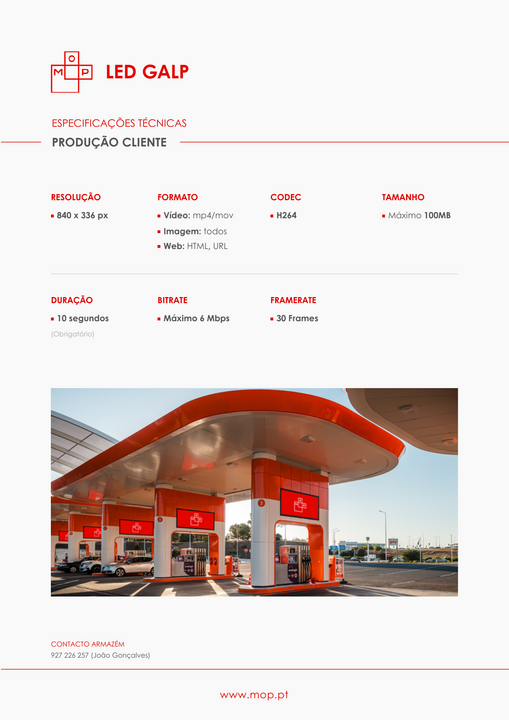 MOP
LED GALP
ESPECIFICAÇÕES TÉCNICAS
PRODUÇÃO CLIENTE
RESOLUÇÃO
840 x 336 px
FORMATO
Vídeo: mp4/mov
Imagem: todos
Web: HTML, URL
CODEC
H264
TAMANHO
Máximo 100MB
DURAÇÃO
10 segundos
(Obrigatório)
BITRATE
Máximo 6 Mbps
FRAMERATE
30 Frames
CONTACTO ARMAZÉM
927 226 257 (João Gonçalves)
www.mop.pt